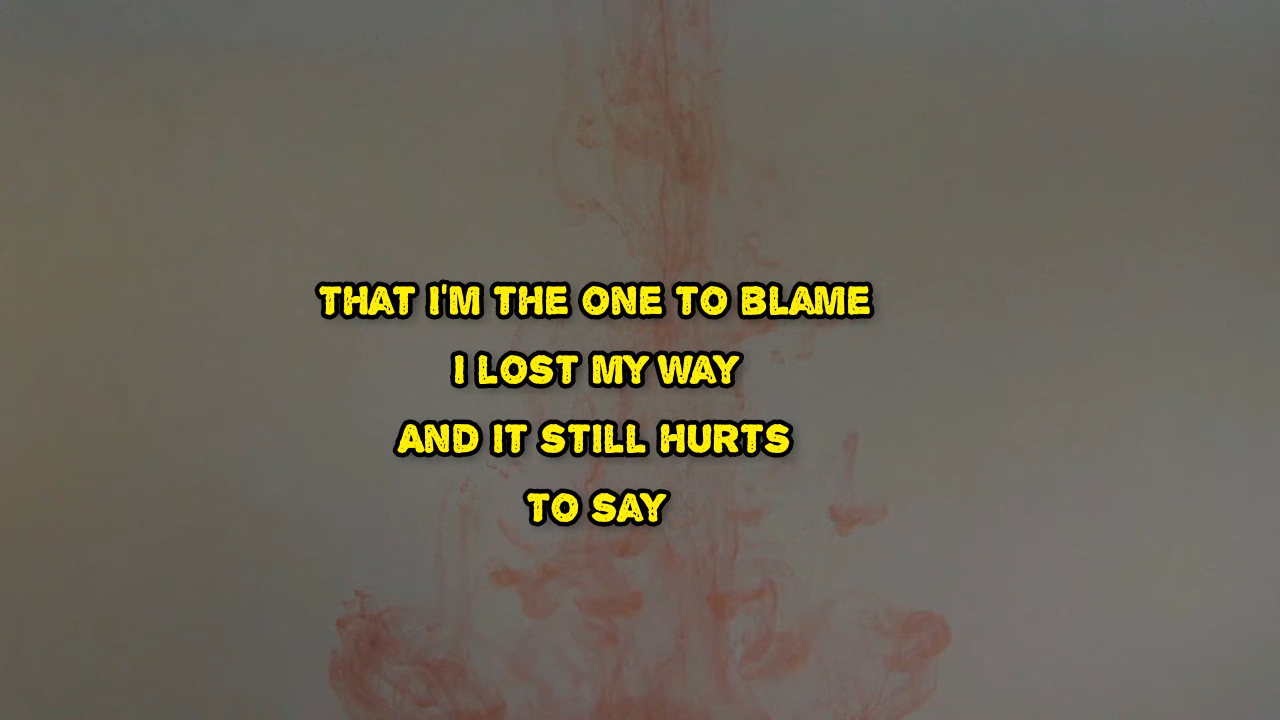 THAT I'M THE ONE TO BLAME
I LOST MY WAY
AND IT STILL HURTS
TO SAY